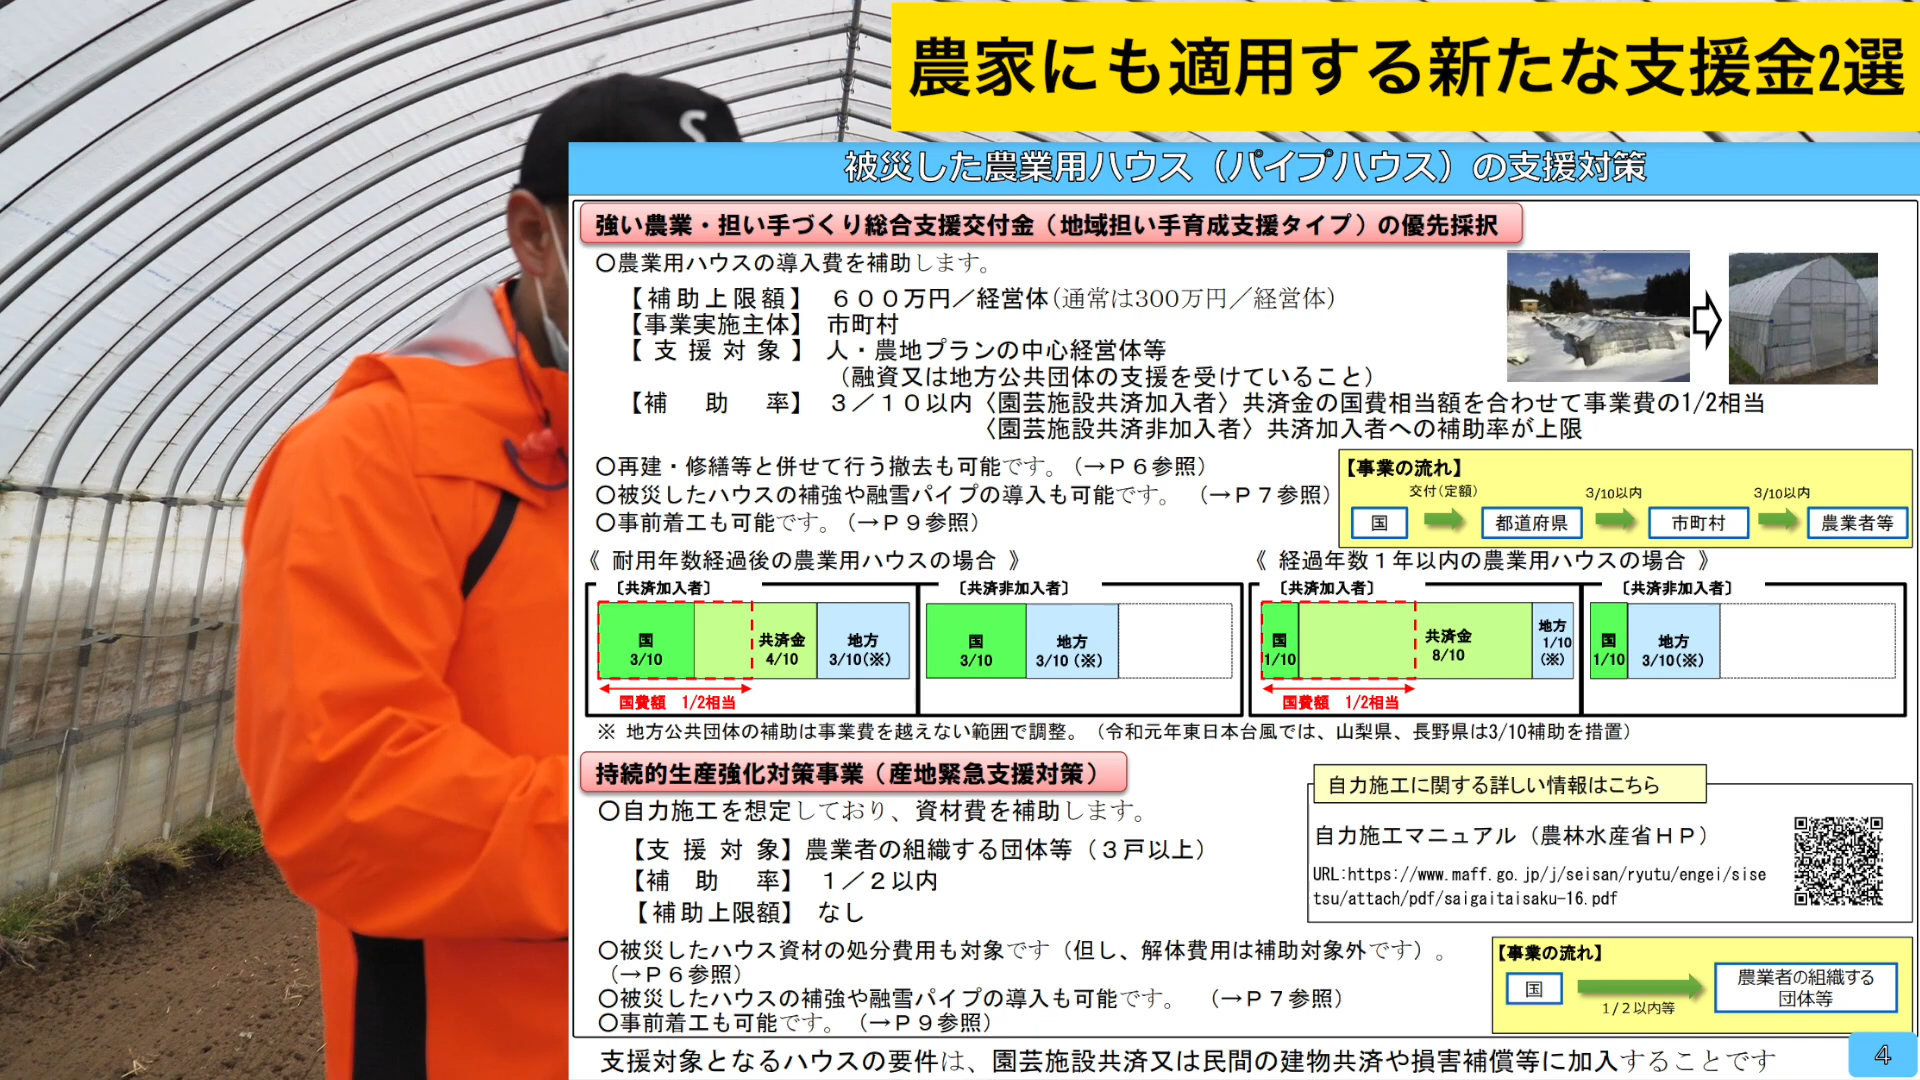 農家にも適用する新たな支援金2選
S
被災した農業用ハウス（パイプハウス）の支援対策
強い農業・担い手づくり総合支援交付金（地域担い手育成支援タイプ）の優先採択
〇農業用ハウスの導入費を補助します。
【補助上限額】 ６００万円／経営体（通常は300万円／経営体）
【事業実施主体】 市町村
【支援対象】 人・農地プランの中心経営体等
（融資又は地方公共団体の支援を受けていること）
【補助率】 ３／１０以内〈園芸施設共済加入者〉共済金の国費相当額を合わせて事業費の1/2相当
〈園芸施設共済非加入者〉共済加入者への補助率が上限
〇再建・修繕等と併せて行う撤去も可能です。（→Ｐ６参照）
〇被災したハウスの補強や融雪パイプの導入も可能です。 （→Ｐ７参照）
〇事前着工も可能です。（→Ｐ９参照）
【事業の流れ】
交付（定額） 3/10以内 3/10以内
国 都道府県 市町村 農業者等
《 耐用年数経過後の農業用ハウスの場合 》
〔共済加入者〕 〔共済非加入者〕
国 3/10 共済金 4/10 地方 3/10(※)
国 3/10 地方 3/10 (※)
国費額 1/2相当
《 経過年数１年以内の農業用ハウスの場合 》
〔共済加入者〕 〔共済非加入者〕
国 1/10 共済金 8/10 地方 1/10 (※)
国 1/10 地方 3/10(※)
国費額 1/2相当
※ 地方公共団体の補助は事業費を越えない範囲で調整。（令和元年東日本台風では、山梨県、長野県は3/10補助を措置）
持続的生産強化対策事業（産地緊急支援対策）
〇自力施工を想定しており、資材費を補助します。
【支援対象】農業者の組織する団体等（３戸以上）
【補助率】 １／２以内
【補助上限額】 なし
自力施工に関する詳しい情報はこちら
自力施工マニュアル（農林水産省ＨＰ）
URL:https://www.maff.go.jp/j/seisan/ryutu/engei/sise
tsu/attach/pdf/saigaitaisaku-16.pdf
〇被災したハウス資材の処分費用も対象です（但し、解体費用は補助対象外です）。
（→Ｐ６参照）
〇被災したハウスの補強や融雪パイプの導入も可能です。 （→Ｐ７参照）
〇事前着工も可能です。（→Ｐ９参照）
【事業の流れ】
国 農業者の組織する
団体等
1/２以内等
支援対象となるハウスの要件は、園芸施設共済又は民間の建物共済や損害補償等に加入することです
4